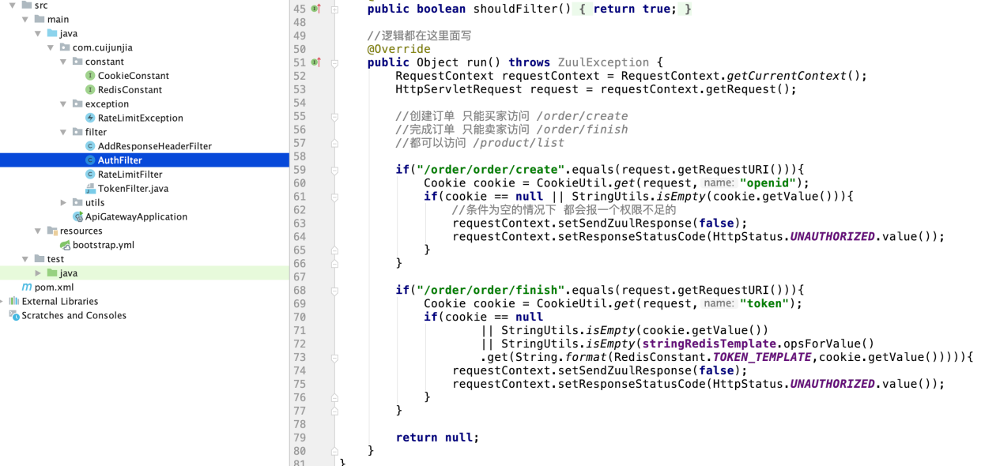 src
main
java
com.cuijunjia
constant
CookieConstant
RedisConstant
exception
RateLimitException
filter
AddResponseHeaderFilter
AuthFilter
RateLimitFilter
TokenFilter.java
utils
ApiGatewayApplication
resources
bootstrap.yml
test
java
pom.xml
External Libraries
Scratches and Consoles
45 public boolean shouldFilter() { return true; }
48
49 //逻辑都在这里面写
50 @Override
51 public Object run() throws ZuulException {
52 RequestContext requestContext = RequestContext.getCurrentContext();
53 HttpServletRequest request = requestContext.getRequest();
54
55 //创建订单 只能买家访问 /order/create
56 //完成订单 只能卖家访问 /order/finish
57 //都可以访问 /product/list
58
59 if("/order/order/create".equals(request.getRequestURI())){
60 Cookie cookie = CookieUtil.get(request, name: "openid");
61 if(cookie == null || StringUtils.isEmpty(cookie.getValue())){
62 //条件为空的情况下 都会报一个权限不足的
63 requestContext.setSendZuulResponse(false);
64 requestContext.setResponseStatusCode(HttpStatus.UNAUTHORIZED.value());
65 }
66 }
67
68 if("/order/order/finish".equals(request.getRequestURI())){
69 Cookie cookie = CookieUtil.get(request, name: "token");
70 if(cookie == null
71 || StringUtils.isEmpty(cookie.getValue())
72 || StringUtils.isEmpty(stringRedisTemplate.opsForValue()
73 .get(String.format(RedisConstant.TOKEN_TEMPLATE,cookie.getValue())))){
74 requestContext.setSendZuulResponse(false);
75 requestContext.setResponseStatusCode(HttpStatus.UNAUTHORIZED.value());
76 }
77 }
78
79 return null;
80 }
81 }